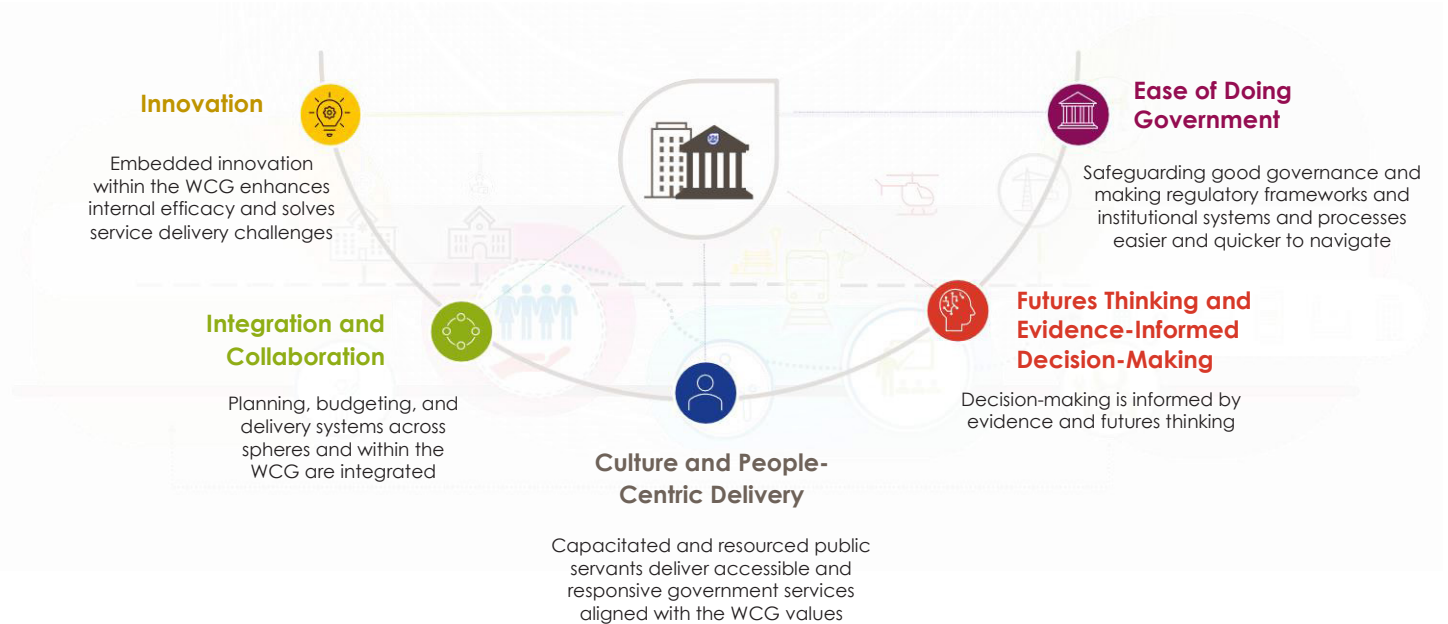 Innovation
Embedded innovation
within the WCG enhances
internal efficacy and solves
service delivery challenges
Integration and
Collaboration
Planning, budgeting, and
delivery systems across
spheres and within the
WCG are integrated
Culture and People-
Centric Delivery
Capacitated and resourced public
servants deliver accessible and
responsive government services
aligned with the WCG values
Futures Thinking and
Evidence-Informed
Decision-Making
Decision-making is informed by
evidence and futures thinking
Ease of Doing
Government
Safeguarding good governance and
making regulatory frameworks and
institutional systems and processes
easier and quicker to navigate